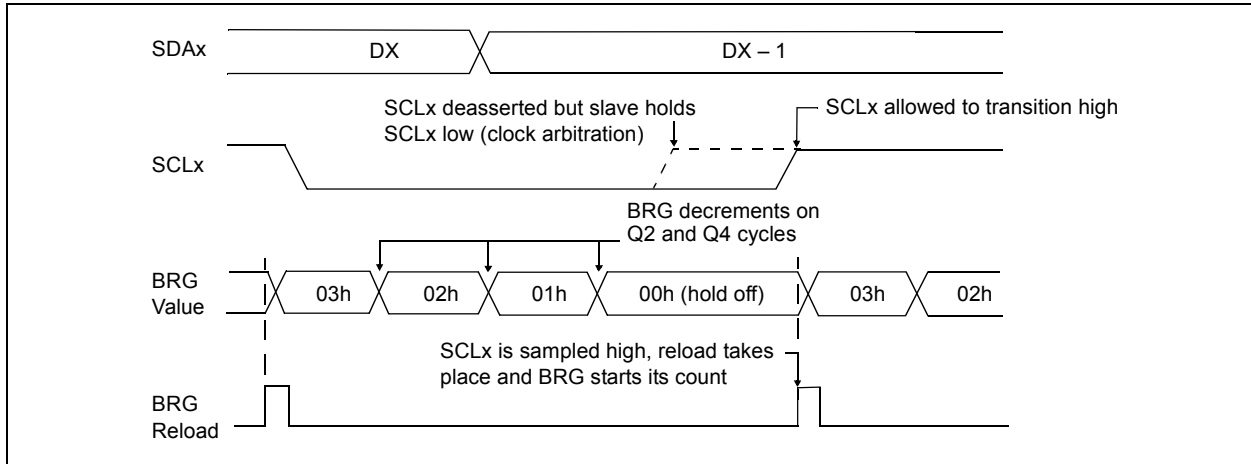 SDAx
DX
DX – 1
SCLx deasserted but slave holds
SCLx low (clock arbitration)
SCLx allowed to transition high
SCLx
BRG decrements on
Q2 and Q4 cycles
BRG
Value
03h
02h
01h
00h (hold off)
03h
02h
SCLx is sampled high, reload takes
place and BRG starts its count
BRG
Reload